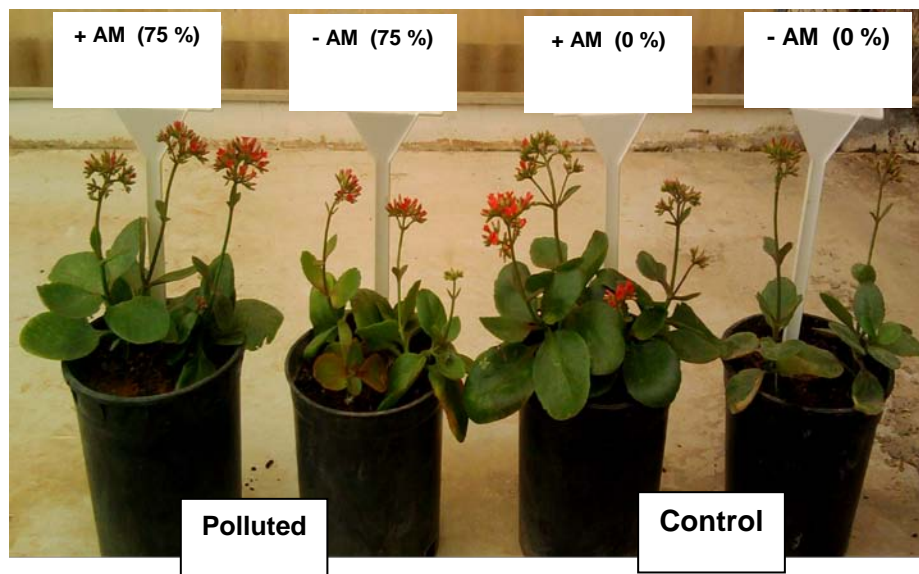 + AM (75 %)
- AM (75 %)
+ AM (0 %)
- AM (0 %)
Polluted
Control